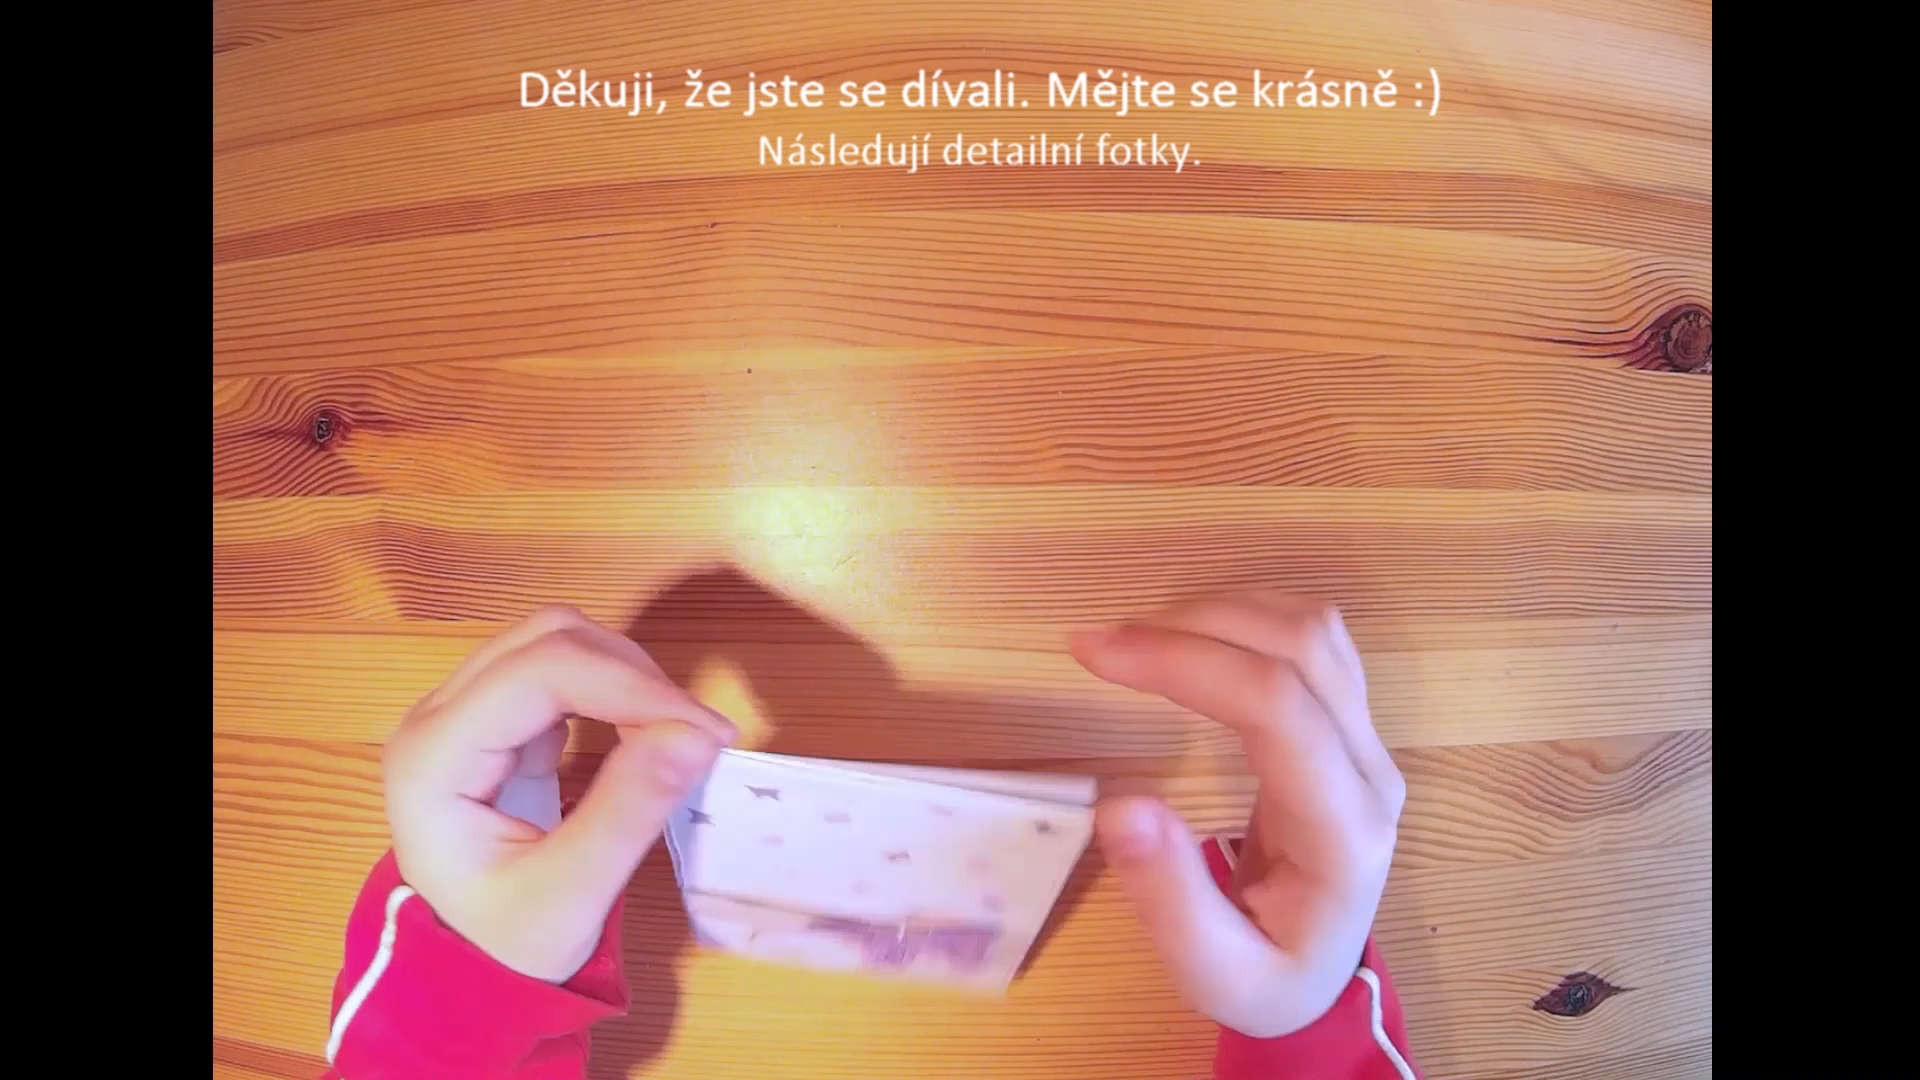 Děkuji, že jste se dívali. Mějte se krásně :)
Následují detailní fotky.